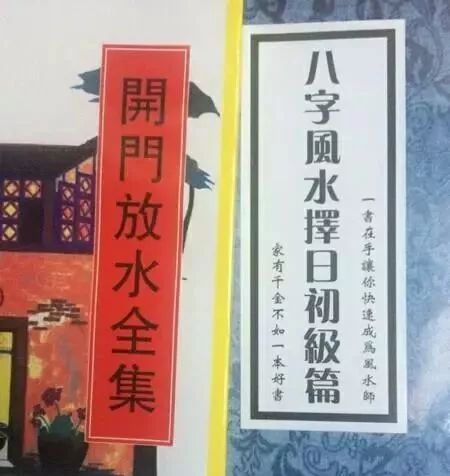 開門放水全集
八字風水擇日初級篇
一書在手讓你快速成爲風水師
家有千金不如一本好書